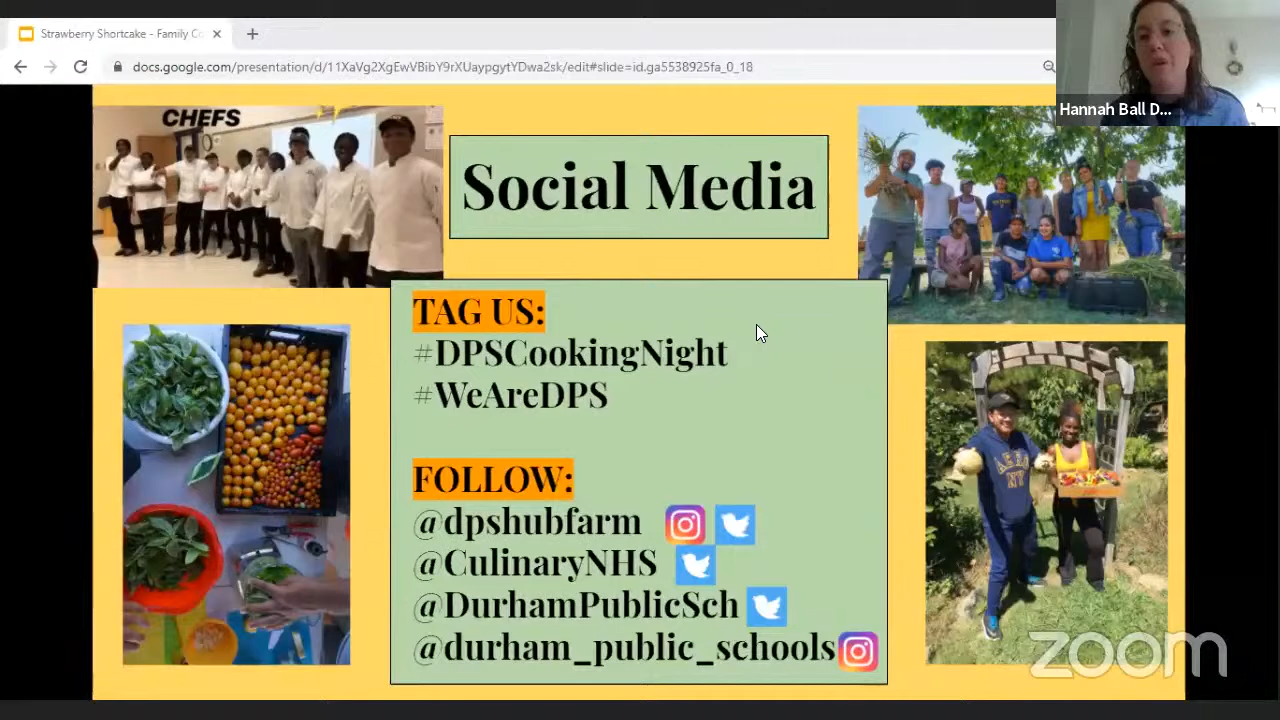 Strawberry Shortcake - Family Co
docs.google.com/presentation/d/11XaVg2XgEwVBibY9rXUaypgytYDwa2sk/edit#slide=id.ga5538925fa_0_18
Hannah Ball D...
CHEFS
Social Media
TAG US:
#DPSCookingNight
#WeAreDPS
FOLLOW:
@dpshubfarm
@CulinaryNHS
@DurhamPublicSch
@durham_public_schools
zoom